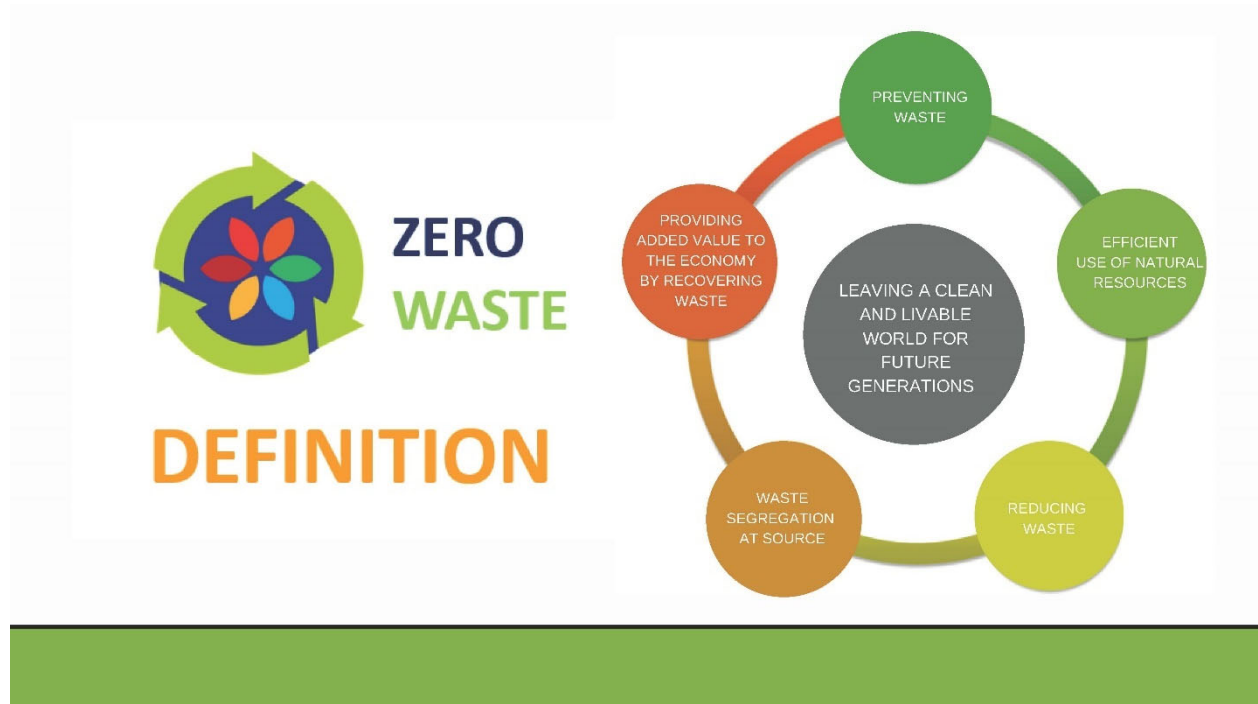 ZERO
WASTE
DEFINITION
PREVENTING
WASTE
EFFICIENT
USE OF NATURAL
RESOURCES
REDUCING
WASTE
WASTE
SEGREGATION
AT SOURCE
PROVIDING
ADDED VALUE TO
THE ECONOMY
BY RECOVERING
WASTE
LEAVING A CLEAN
AND LIVABLE
WORLD FOR
FUTURE
GENERATIONS